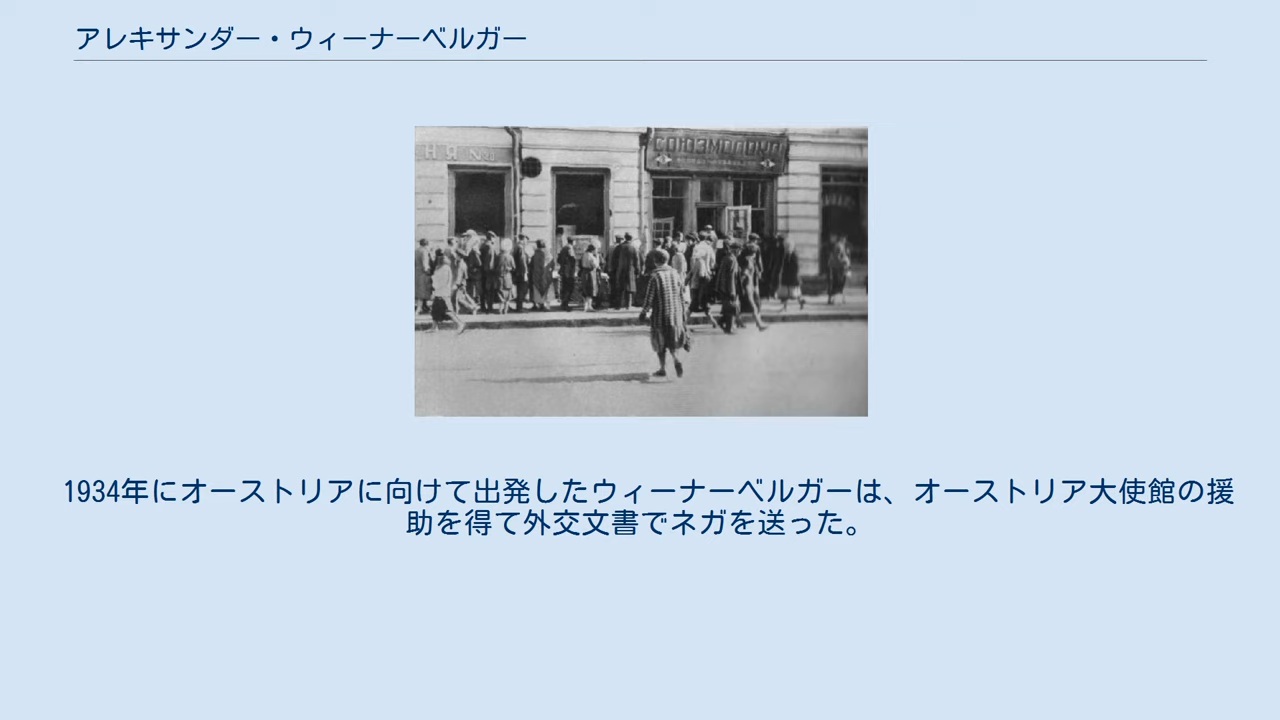 アレキサンダー・ウィーナーベルガー
НЯ №
СОЮЗМОЛОКО
1934年にオーストリアに向けて出発したウィーナーベルガーは、オーストリア大使館の援
助を得て外交文書でネガを送った。